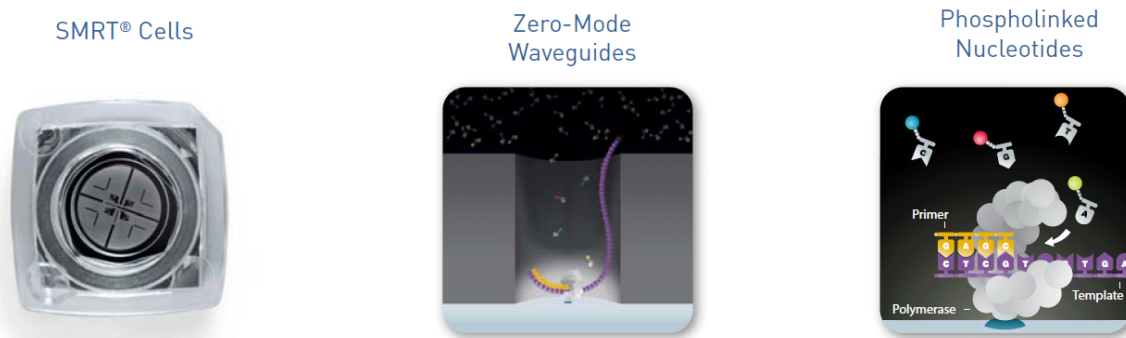 SMRT® Cells
Zero-Mode
Waveguides
Phospholinked
Nucleotides
C
G
T
A
Primer
G A G C
C T C G T T G A
Template
Polymerase